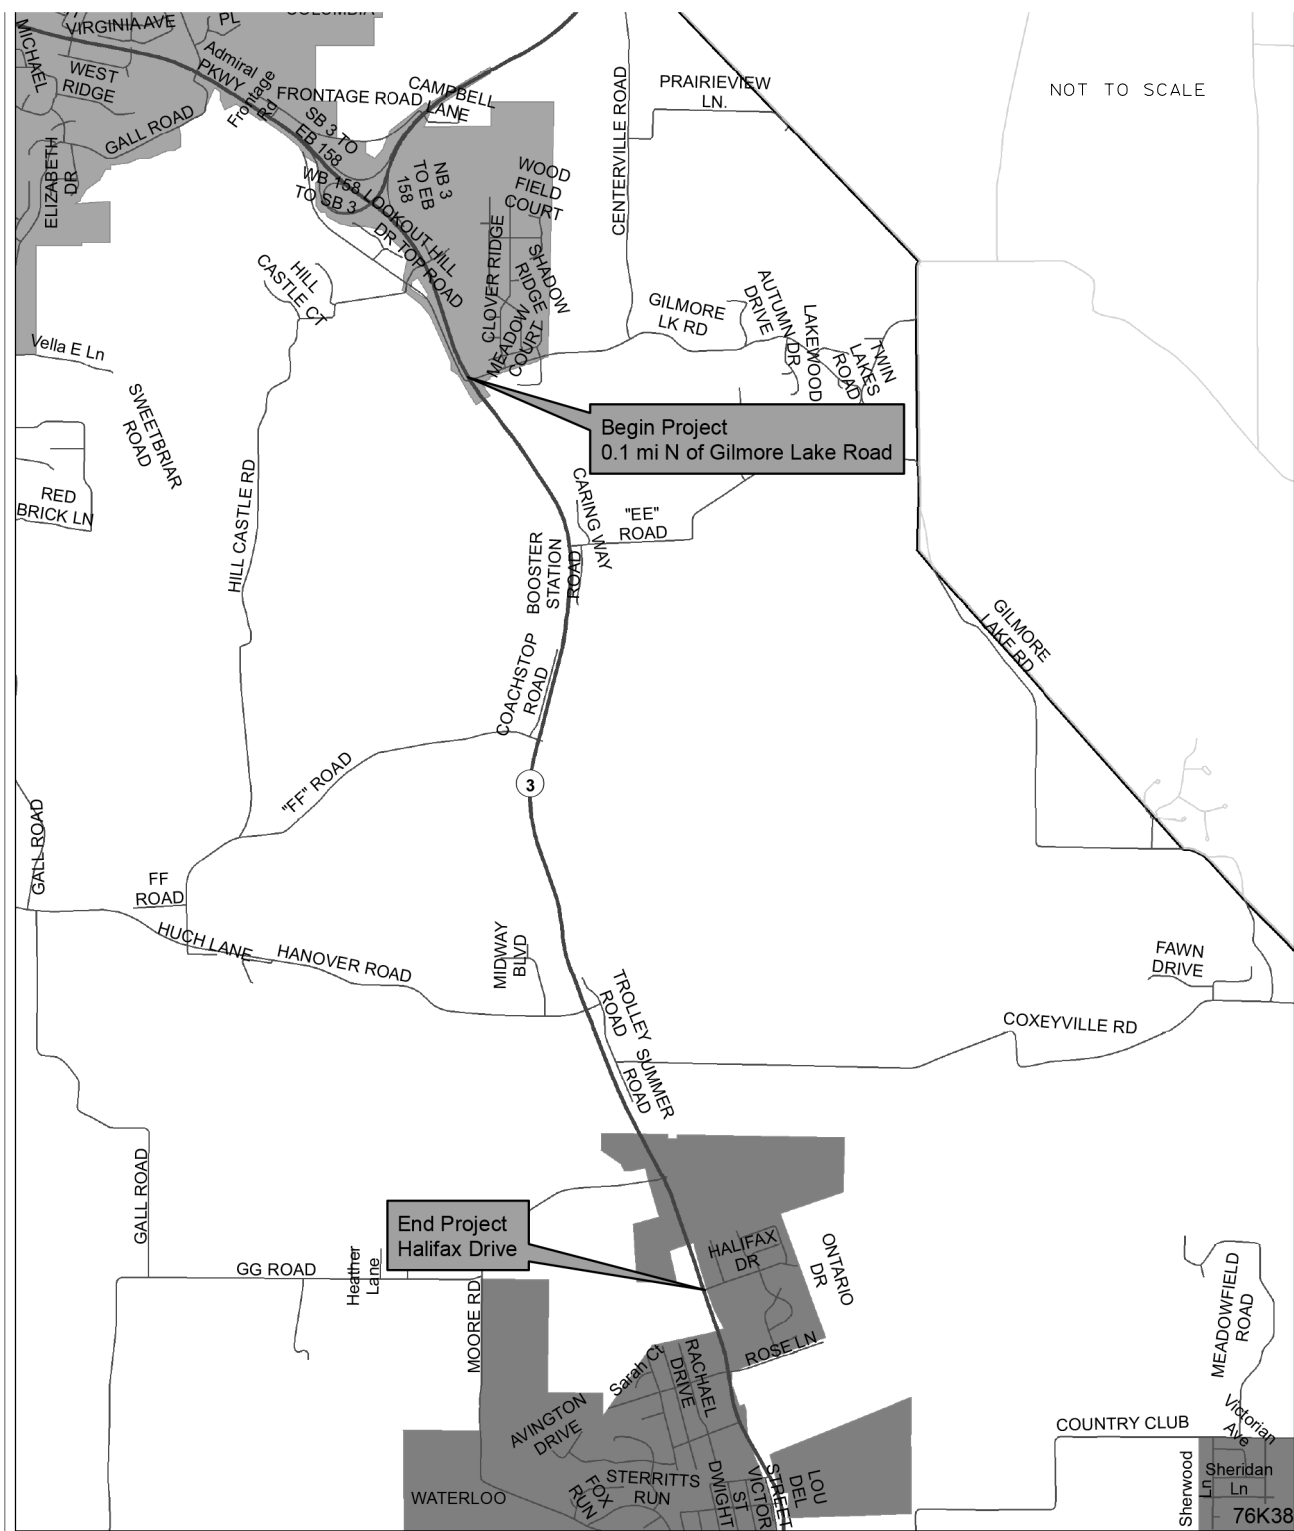 COLUMBIA
VIRGINIA AVE
PL
MICHAEL
WEST
RIDGE
Admiral
PKWY
Frontage
Rd
GALL ROAD
FRONTAGE ROAD
CAMPBELL
LANE
SB 3 TO
EB 158
WB 158
TO SB 3
NB 3
TO EB
158
LOOKOUT HILL
DR TOP ROAD
ELIZABETH
DR
HILL
CASTLE CT
WOOD
FIELD
COURT
CLOVER RIDGE
SHADOW
RIDGE
MEADOW
COURT
CENTERVILLE ROAD
PRAIRIEVIEW
LN.
NOT TO SCALE
GILMORE
LK RD
AUTUMN DR
DRIVE
LAKEWOOD
ROAD
TWIN
LAKES
Vella E Ln
SWEETBRIAR
ROAD
RED
BRICK LN
HILL CASTLE RD
Begin Project
0.1 mi N of Gilmore Lake Road
CARING WAY
"EE"
ROAD
BOOSTER
STATION
ROAD
COACHSTOP
ROAD
GILMORE
LAKE RD
3
"FF" ROAD
GALL ROAD
FF
ROAD
HUCH LANE
HANOVER ROAD
MIDWAY
BLVD
TROLLEY
ROAD
SUMMER
ROAD
FAWN
DRIVE
COXEYVILLE RD
GALL ROAD
End Project
Halifax Drive
HALIFAX
DR
ONTARIO
DR
GG ROAD
Heather
Lane
MOORE RD
ROSE LN
Sarah Ct
RACHAEL
DRIVE
AVINGTON
DRIVE
MEADOWFIELD
ROAD
Victorian
Ave
COUNTRY CLUB
WATERLOO
FOX
RUN
STERRITTS
RUN
DWIGHT
ST
VICTOR
STREET
LOU
DEL
Sherwood
Ln
Sheridan
Ln
76K38